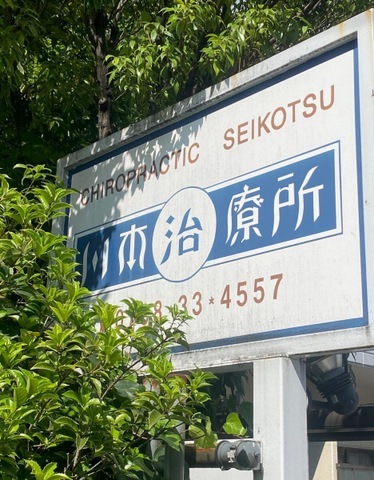 CHIROPRACTIC SEIKOTSU
本治療所
33*4557